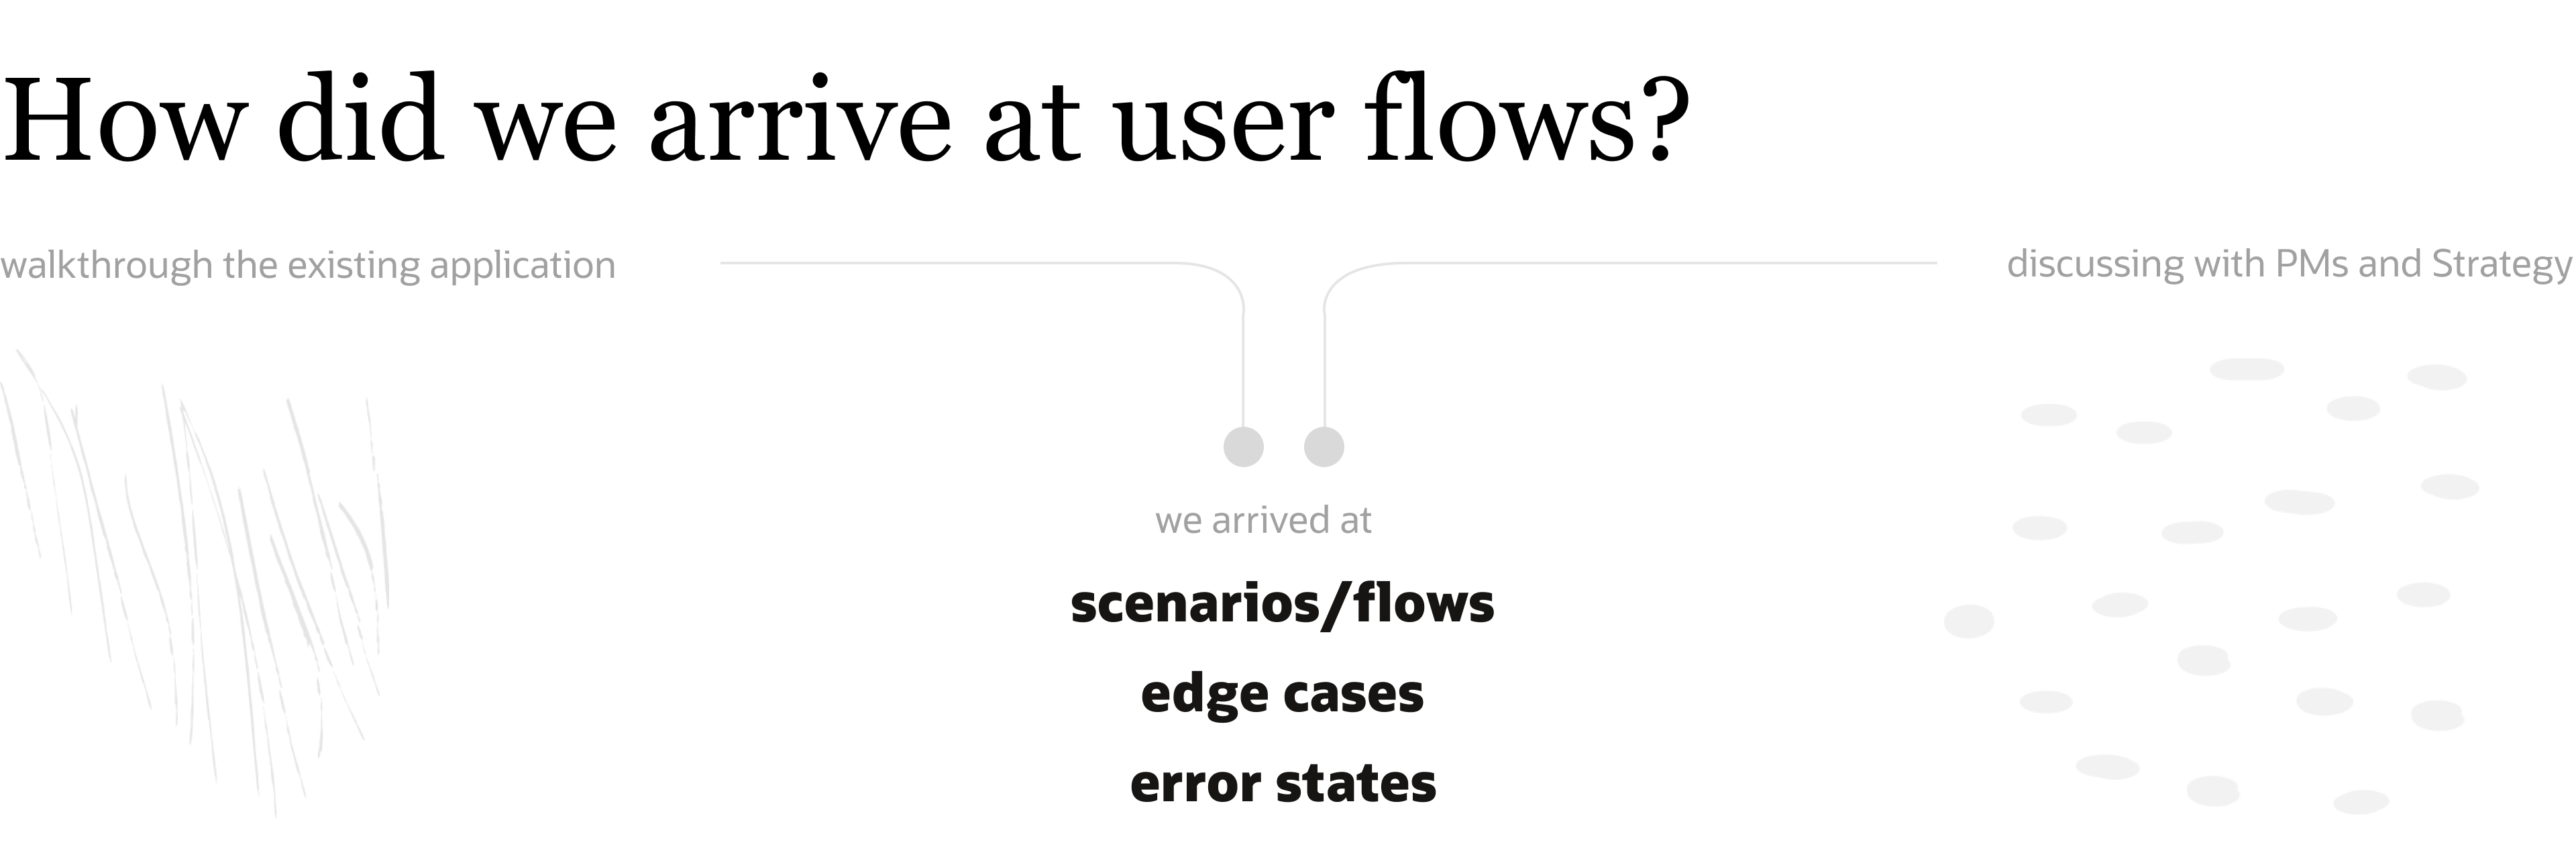 How did we arrive at user flows?
walkthrough the existing application
discussing with PMs and Strategy
we arrived at
scenarios/flows
edge cases
error states